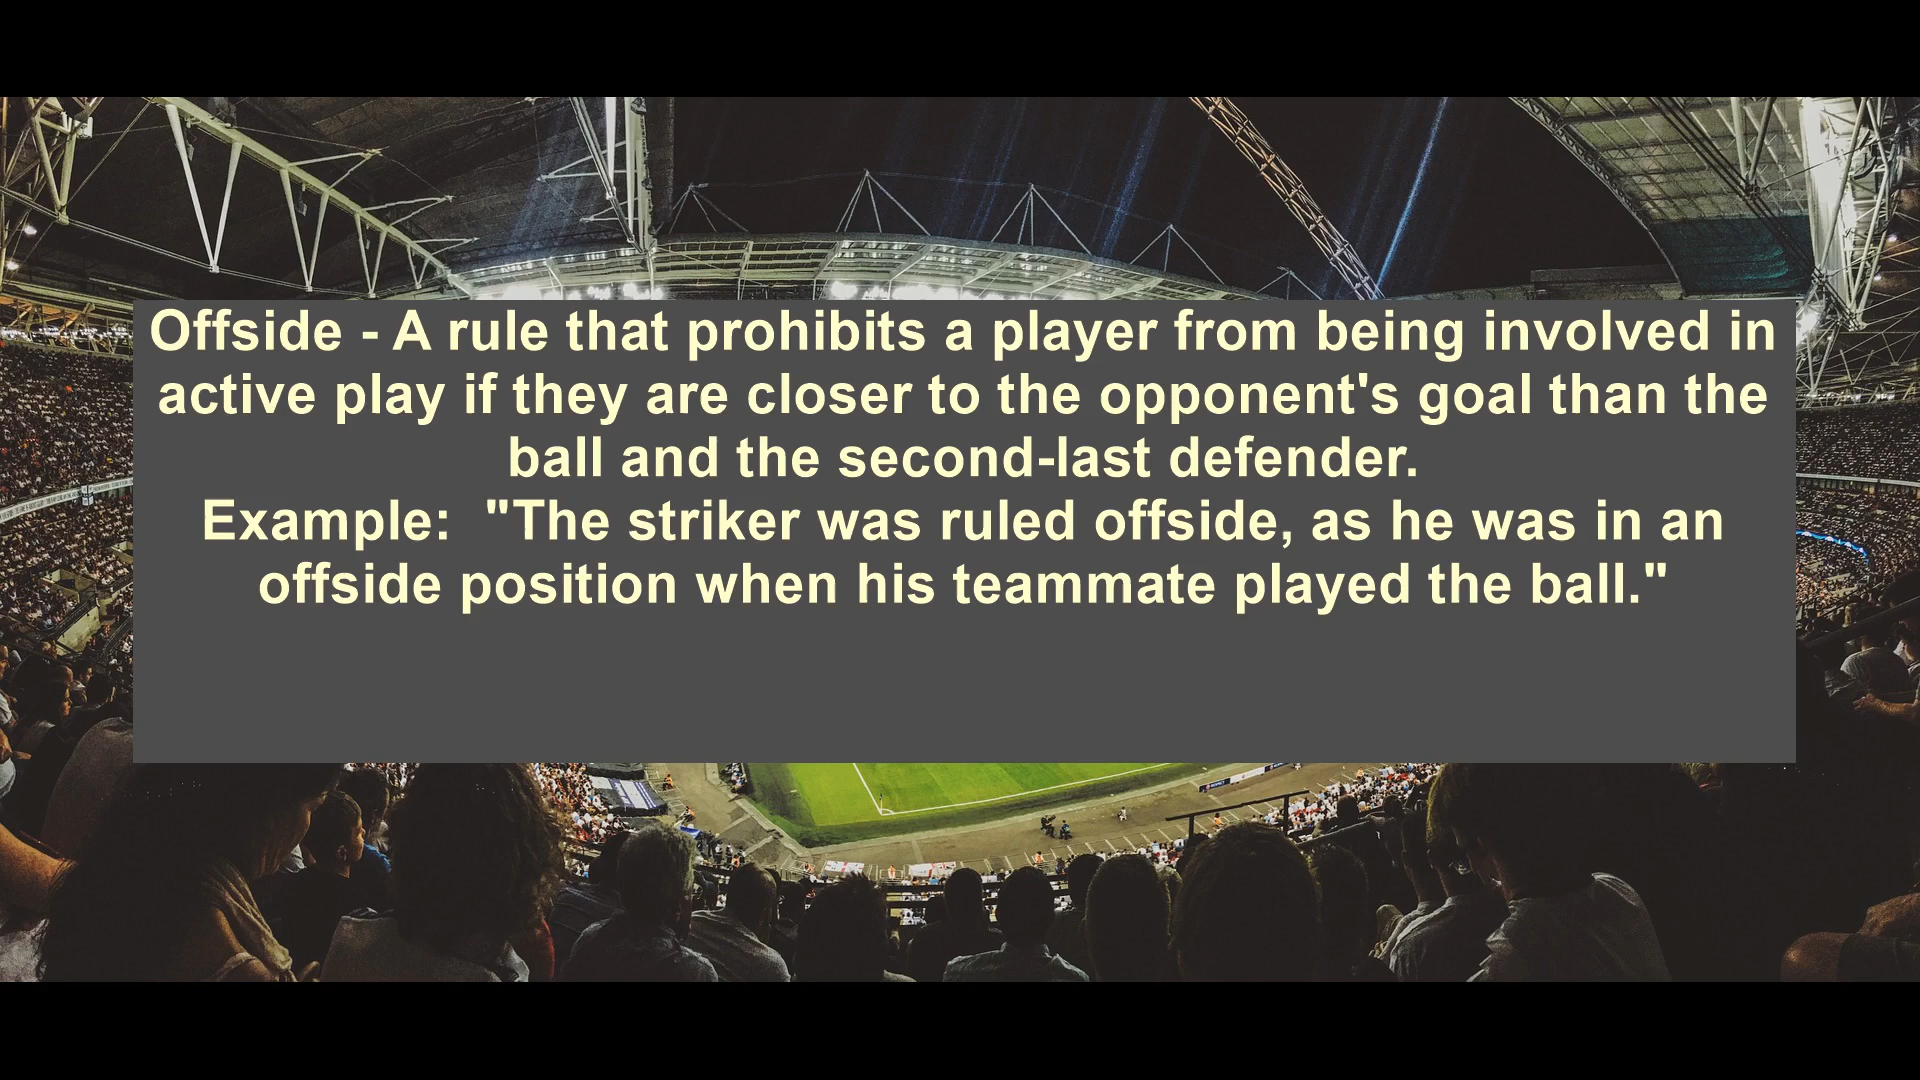 Offside - A rule that prohibits a player from being involved in
active play if they are closer to the opponent's goal than the
ball and the second-last defender.
Example:  "The striker was ruled offside, as he was in an
offside position when his teammate played the ball."